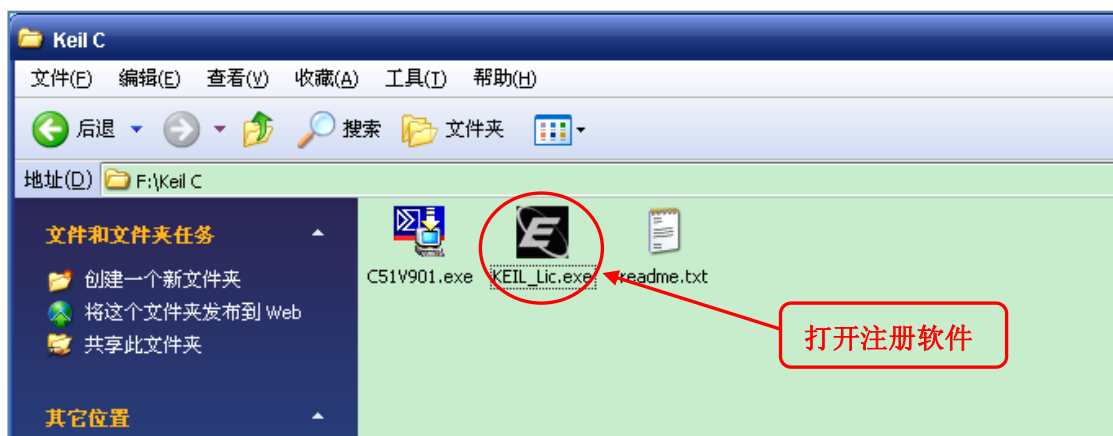 Keil C
文件(F) 编辑(E) 查看(V) 收藏(A) 工具(T) 帮助(H)
后退 搜索 文件夹
地址(D) F:\Keil C
文件和文件夹任务
创建一个新文件夹
将这个文件夹发布到 Web
共享此文件夹
其它位置
C51V901.exe KEIL_Lic.exe readme.txt
打开注册软件